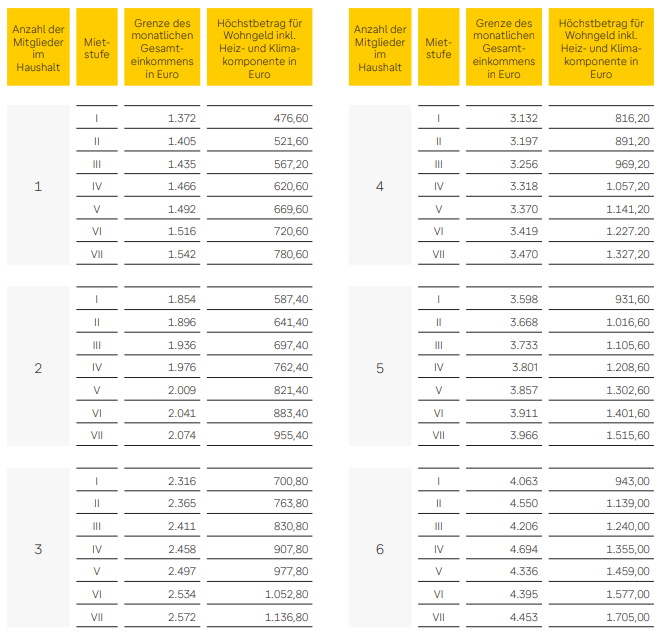 Anzahl der Mitglieder im Haushalt | Miet-stufe | Grenze des monatlichen Gesamt-einkommens in Euro | Höchstbetrag für Wohngeld inkl. Heiz- und Klima-komponente in Euro
1
I 1.372 476,60
II 1.405 521,60
III 1.435 567,20
IV 1.466 620,60
V 1.492 669,60
VI 1.516 720,60
VII 1.542 780,60
2
I 1.854 587,40
II 1.896 641,40
III 1.936 697,40
IV 1.976 762,40
V 2.009 821,40
VI 2.041 883,40
VII 2.074 955,40
3
I 2.316 700,80
II 2.365 763,80
III 2.411 830,80
IV 2.458 907,80
V 2.497 977,80
VI 2.534 1.052,80
VII 2.572 1.136,80
Anzahl der Mitglieder im Haushalt | Miet-stufe | Grenze des monatlichen Gesamt-einkommens in Euro | Höchstbetrag für Wohngeld inkl. Heiz- und Klima-komponente in Euro
4
I 3.132 816,20
II 3.197 891,20
III 3.256 969,20
IV 3.318 1.057,20
V 3.370 1.141,20
VI 3.419 1.227.20
VII 3.470 1.327,20
5
I 3.598 931,60
II 3.668 1.016,60
III 3.733 1.105,60
IV 3.801 1.208,60
V 3.857 1.302,60
VI 3.911 1.401,60
VII 3.966 1.515,60
6
I 4.063 943,00
II 4.550 1.139,00
III 4.206 1.240,00
IV 4.694 1.355,00
V 4.336 1.459,00
VI 4.395 1.577,00
VII 4.453 1.705,00